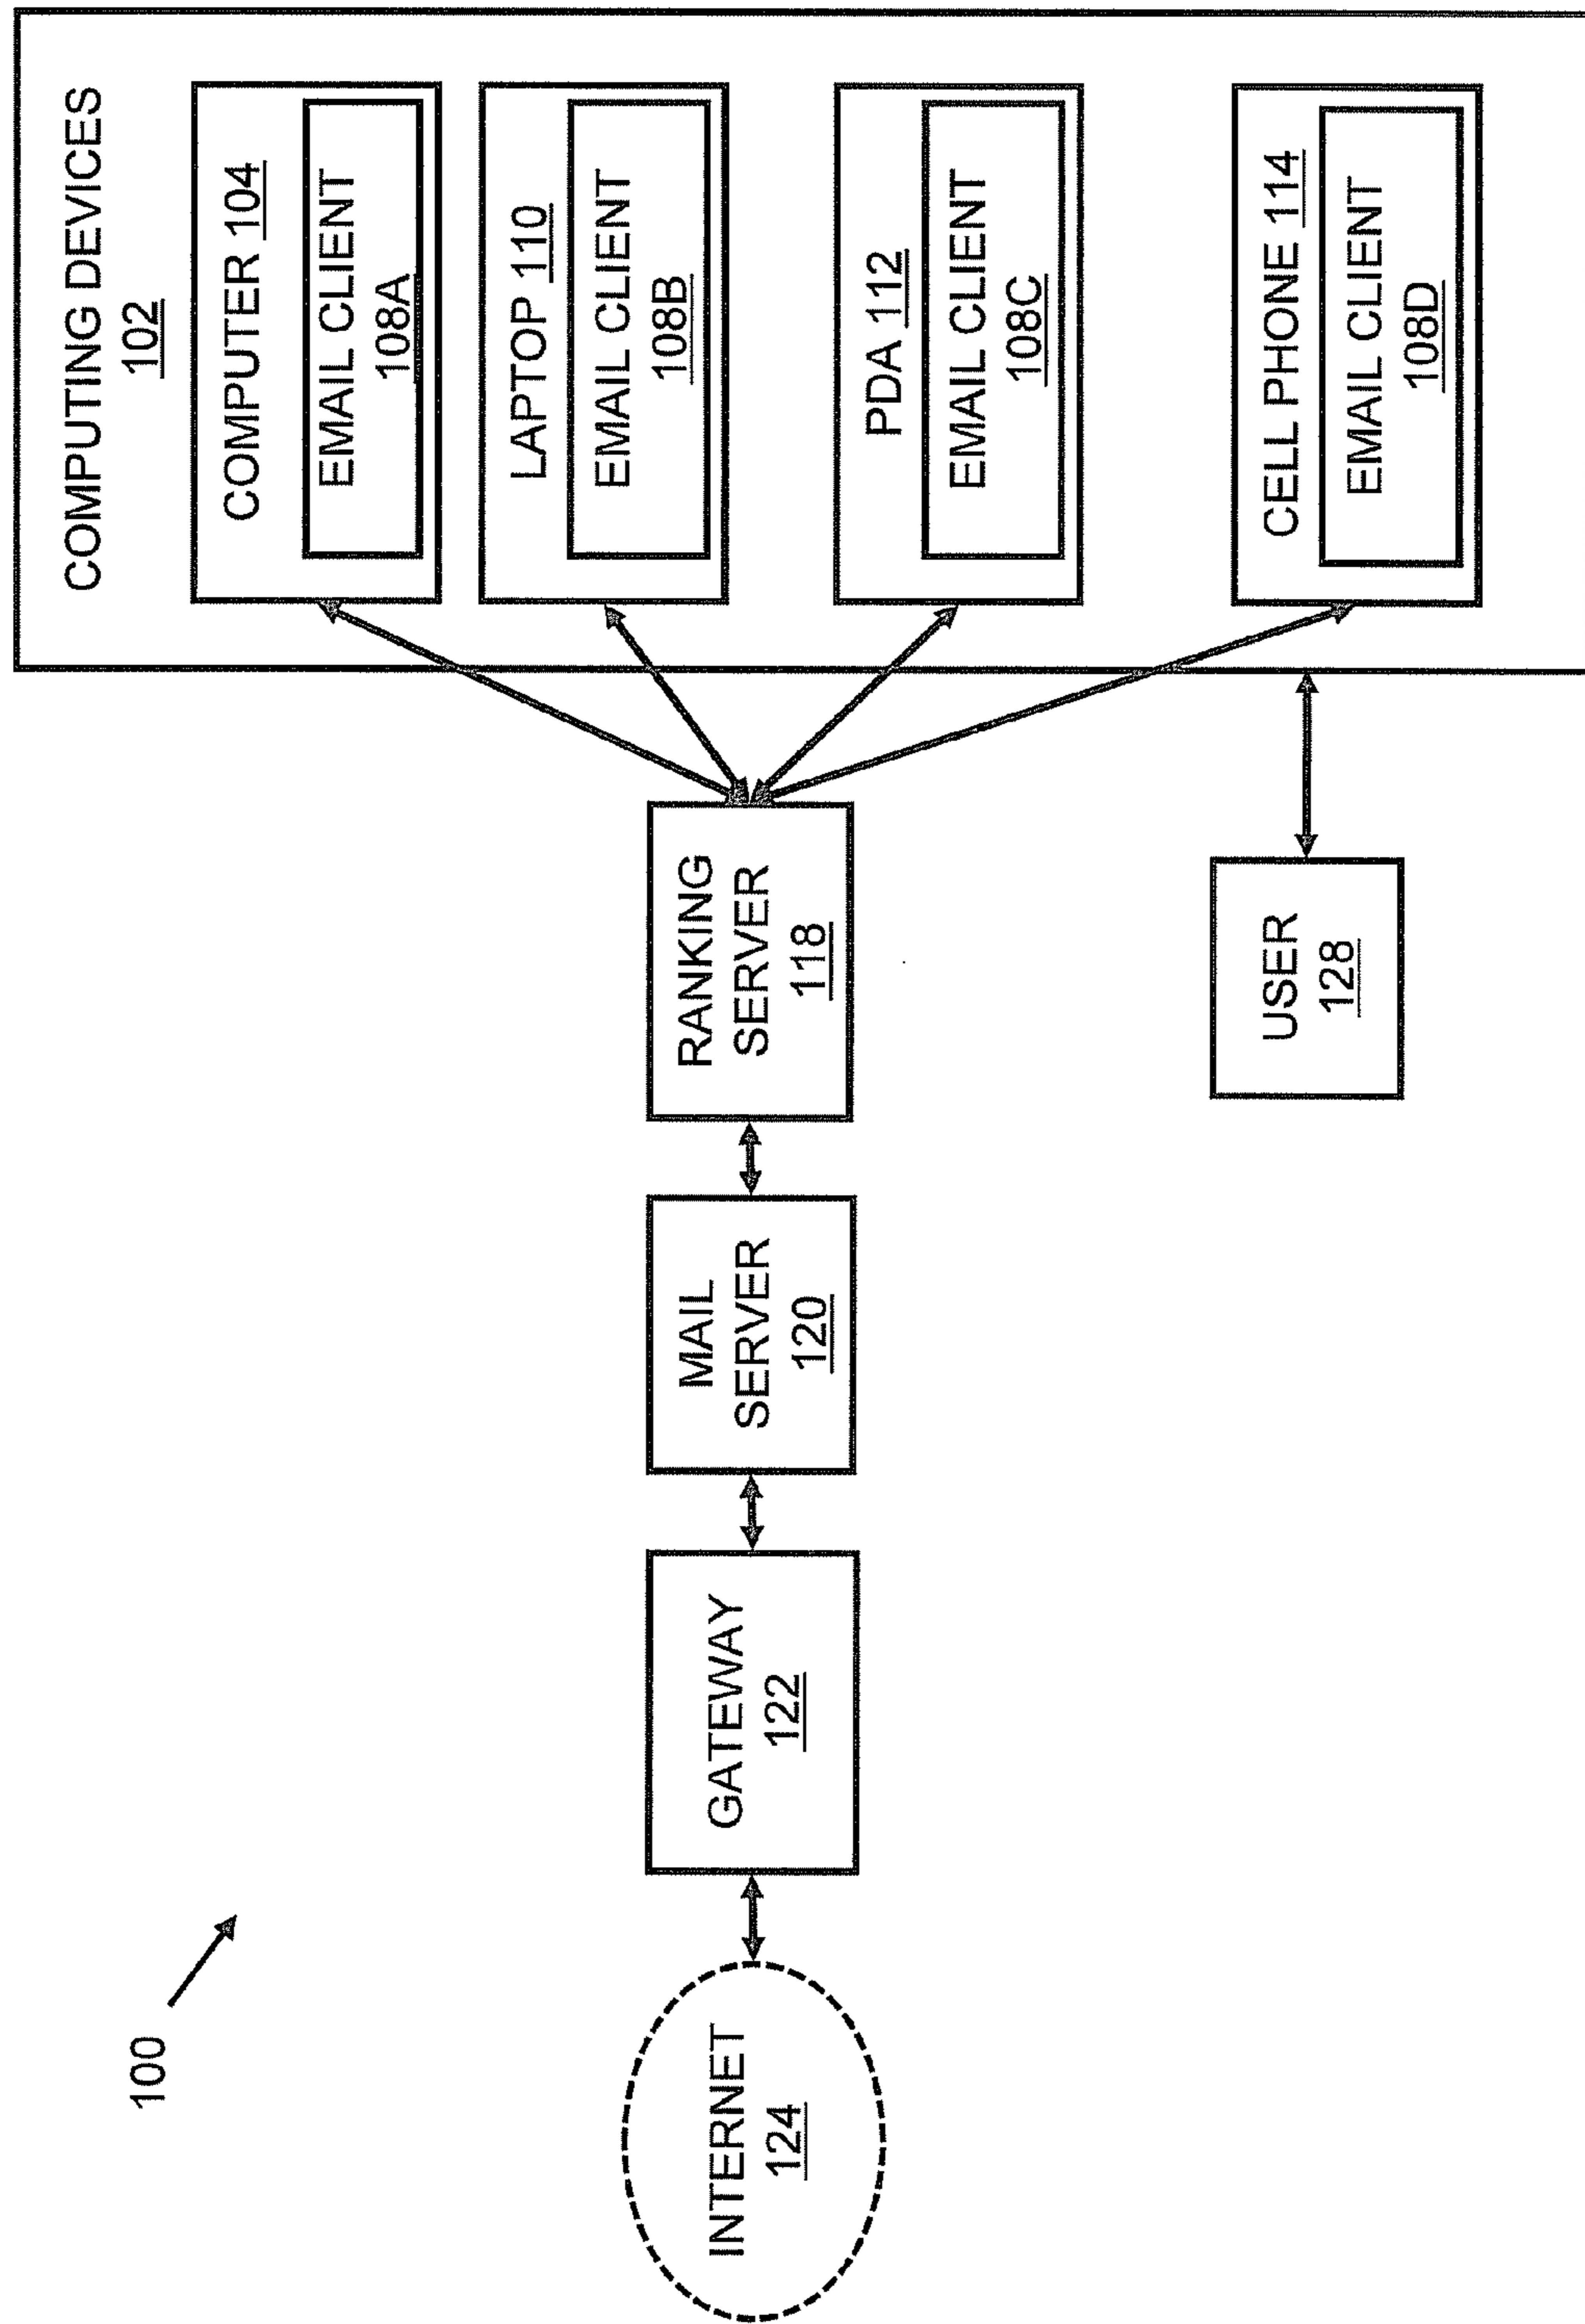 100
INTERNET
124
GATEWAY
122
MAIL
SERVER
120
RANKING
SERVER
118
USER
128
COMPUTING DEVICES
102
COMPUTER 104
EMAIL CLIENT
108A
LAPTOP 110
EMAIL CLIENT
108B
PDA 112
EMAIL CLIENT
108C
CELL PHONE 114
EMAIL CLIENT
108D